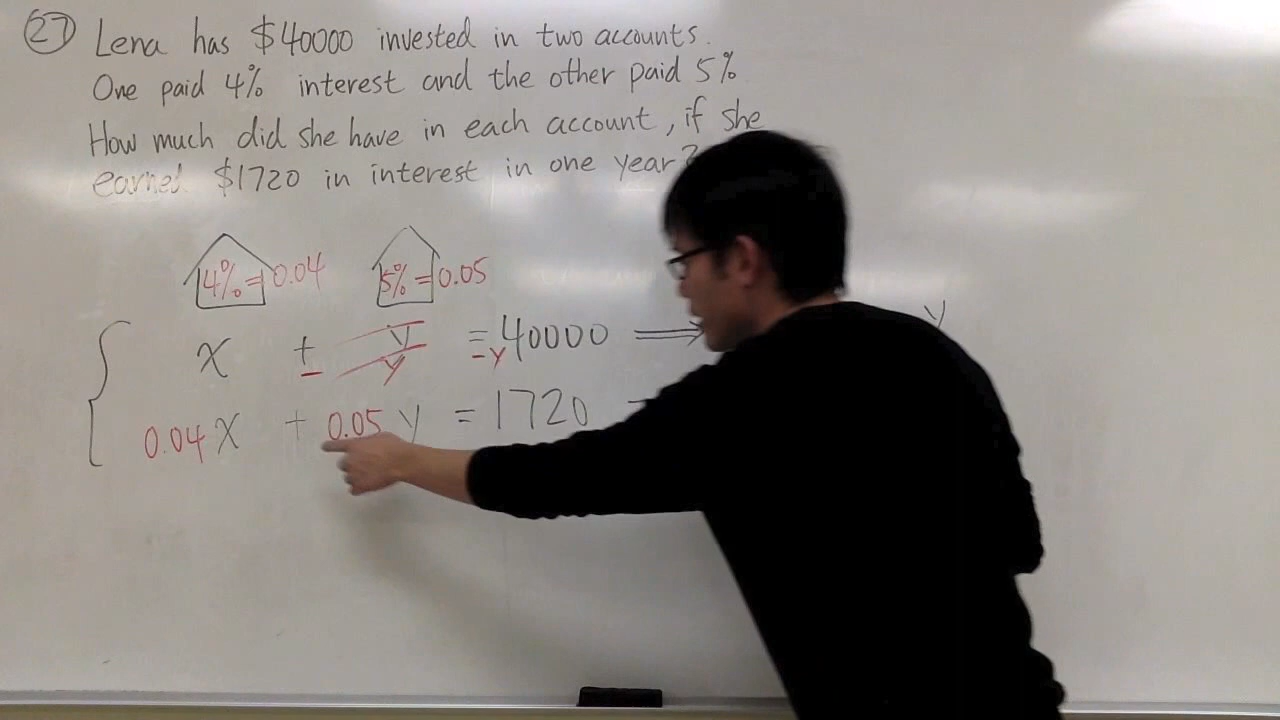 27 Lena has $40000 invested in two accounts.
One paid 4% interest and the other paid 5%
How much did she have in each account, if she
earned $1720 in interest in one year?
4% = 0.04 5% = 0.05
x + y = 40000 ⟹ y
- y - y
0.04x + 0.05 y = 1720